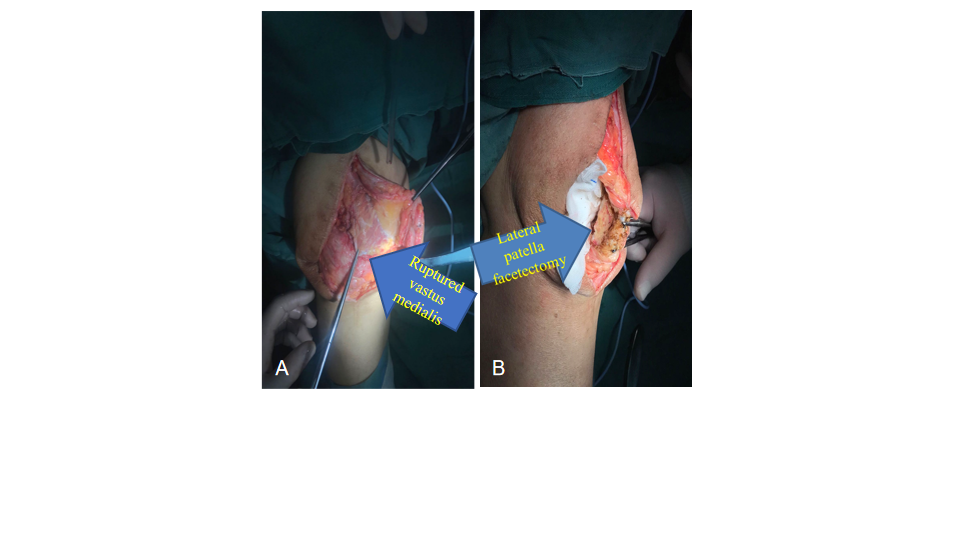 Ruptured
vastus
medialis
Lateral
patella
facetectomy
A
B